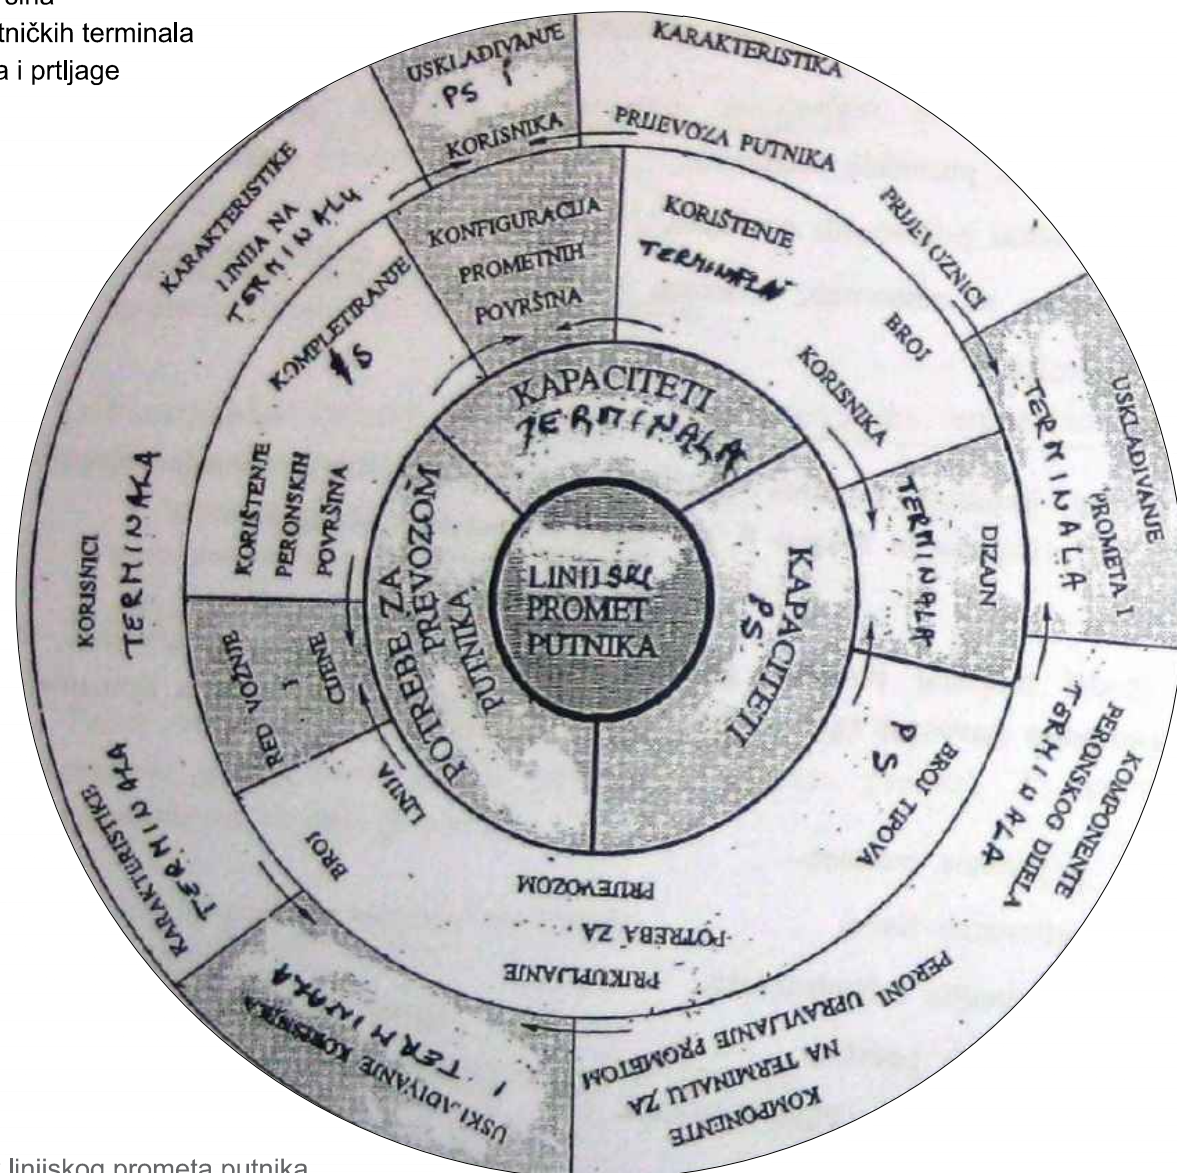 tničkih terminala
a i prtljage
USKLAĐIVANJE
PS I
KORISNIKA
KARAKTERISTIKA
PRIJEVOZA PUTNIKA
PRIJEVOZNICI
BROJ
KORISNIKA
KORIŠTENJE
TERMINALA
KONFIGURACIJA
PROMETNIH
POVRŠINA
KARAKTERISTIKE
LINIJA NA
TERMINALU
KOMPLETIRANJE
PS
KAPACITETI
TERMINALA
USKLAĐIVANJE
PROMETA I
TERMINALA
DIZAJN
TERMINALA
KORISNICI
TERMINALA
KORIŠTENJE
PERONSKIH
POVRŠINA
POTREBE ZA
PREVOZOM
PUTNIKA
LINIJSKI
PROMET
PUTNIKA
KAPACITETI
PS
RED VOŽNJE
I
CIJENE
BROJ
LINIJA
BROJ TIPOVA
PS
KOMPONENTE
PERONSKOG DIJELA
TERMINALA
KARAKTERISTIKE
TERMINALA
PRIKUPLJANJE
POTREBA ZA
PRIJEVOZOM
USKLAĐIVANJE KORISNIKA
I TERMINALA
KOMPONENTE
NA TERMINALU ZA
PERONI UPRAVLJANJE PROMETOM
linijskog prometa putnika